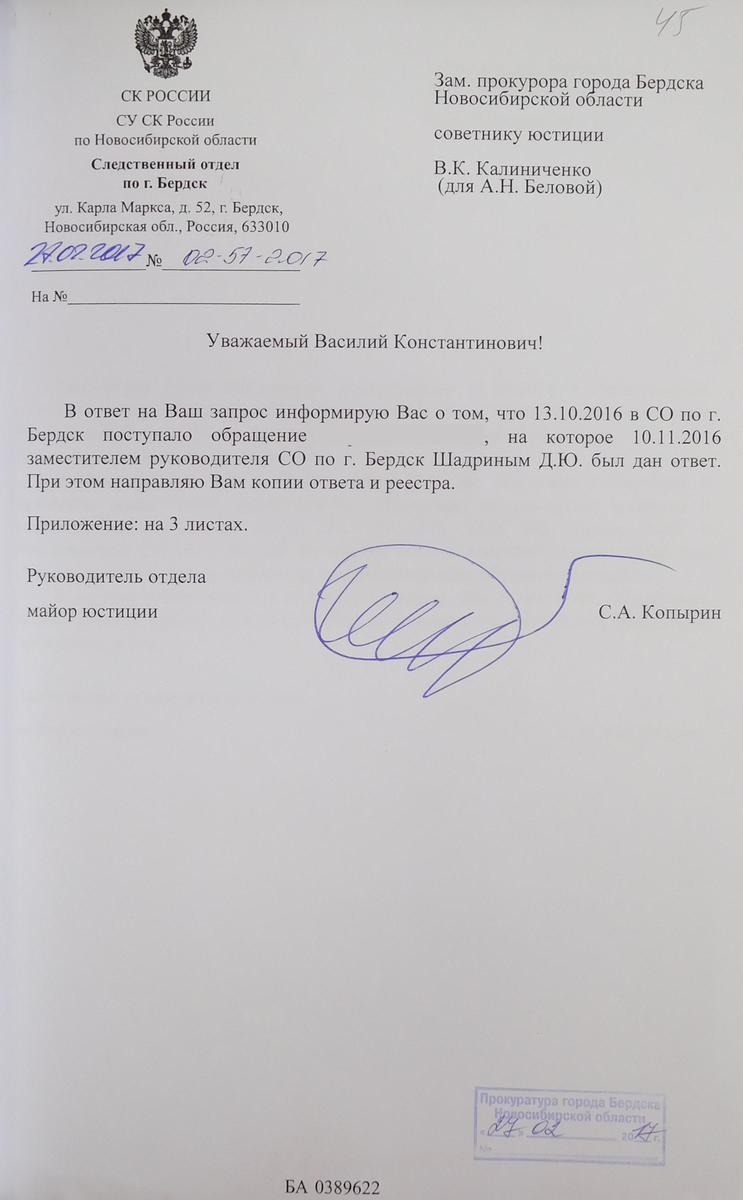 45
СК РОССИИ
СУ СК России
по Новосибирской области
Следственный отдел
по г. Бердск
ул. Карла Маркса, д. 52, г. Бердск,
Новосибирская обл., Россия, 633010
27.02.2017 № 02-57-2017
На №
Зам. прокурора города Бердска
Новосибирской области
советнику юстиции
В.К. Калиниченко
(для А.Н. Беловой)
Уважаемый Василий Константинович!
В ответ на Ваш запрос информирую Вас о том, что 13.10.2016 в СО по г.
Бердск поступало обращение , на которое 10.11.2016
заместителем руководителя СО по г. Бердск Шадриным Д.Ю. был дан ответ.
При этом направляю Вам копии ответа и реестра.
Приложение: на 3 листах.
Руководитель отдела
майор юстиции С.А. Копырин
Прокуратура города Бердска
Новосибирской области
« 27 » 02 2017 г.
№
БА 0389622